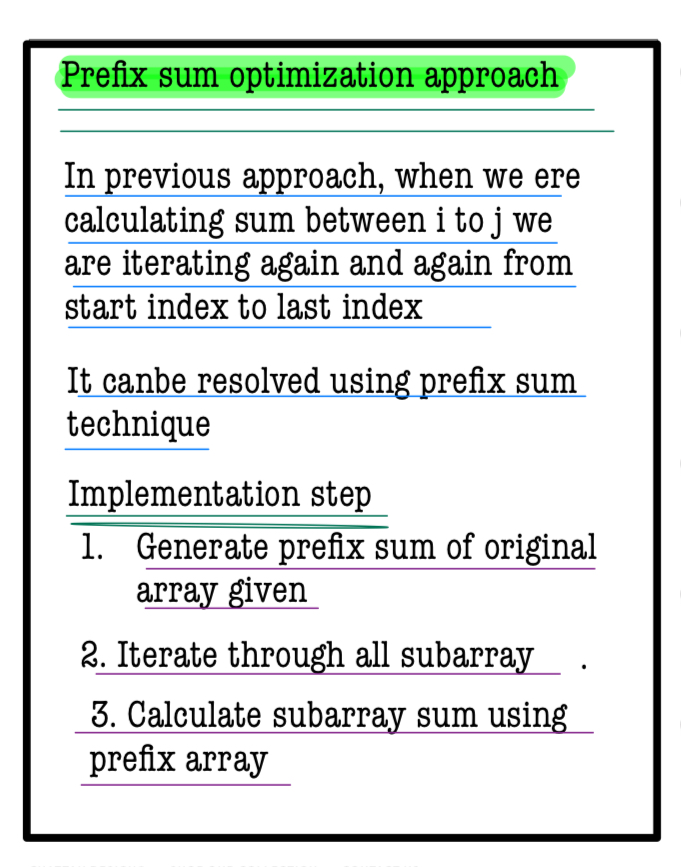 Prefix sum optimization approach
In previous approach, when we ere
calculating sum between i to j we
are iterating again and again from
start index to last index
It canbe resolved using prefix sum
technique
Implementation step
1. Generate prefix sum of original
array given
2. Iterate through all subarray .
3. Calculate subarray sum using
prefix array